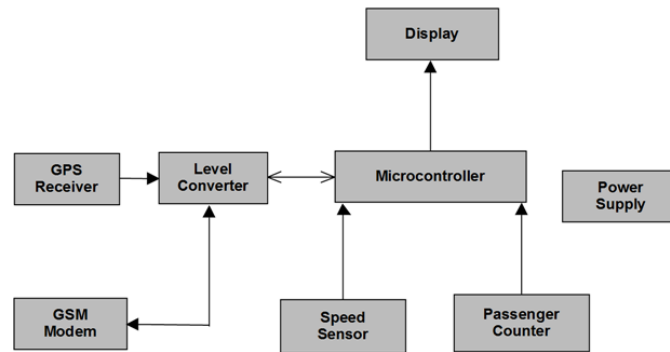 Display
GPS
Receiver
Level
Converter
Microcontroller
Power
Supply
GSM
Modem
Speed
Sensor
Passenger
Counter